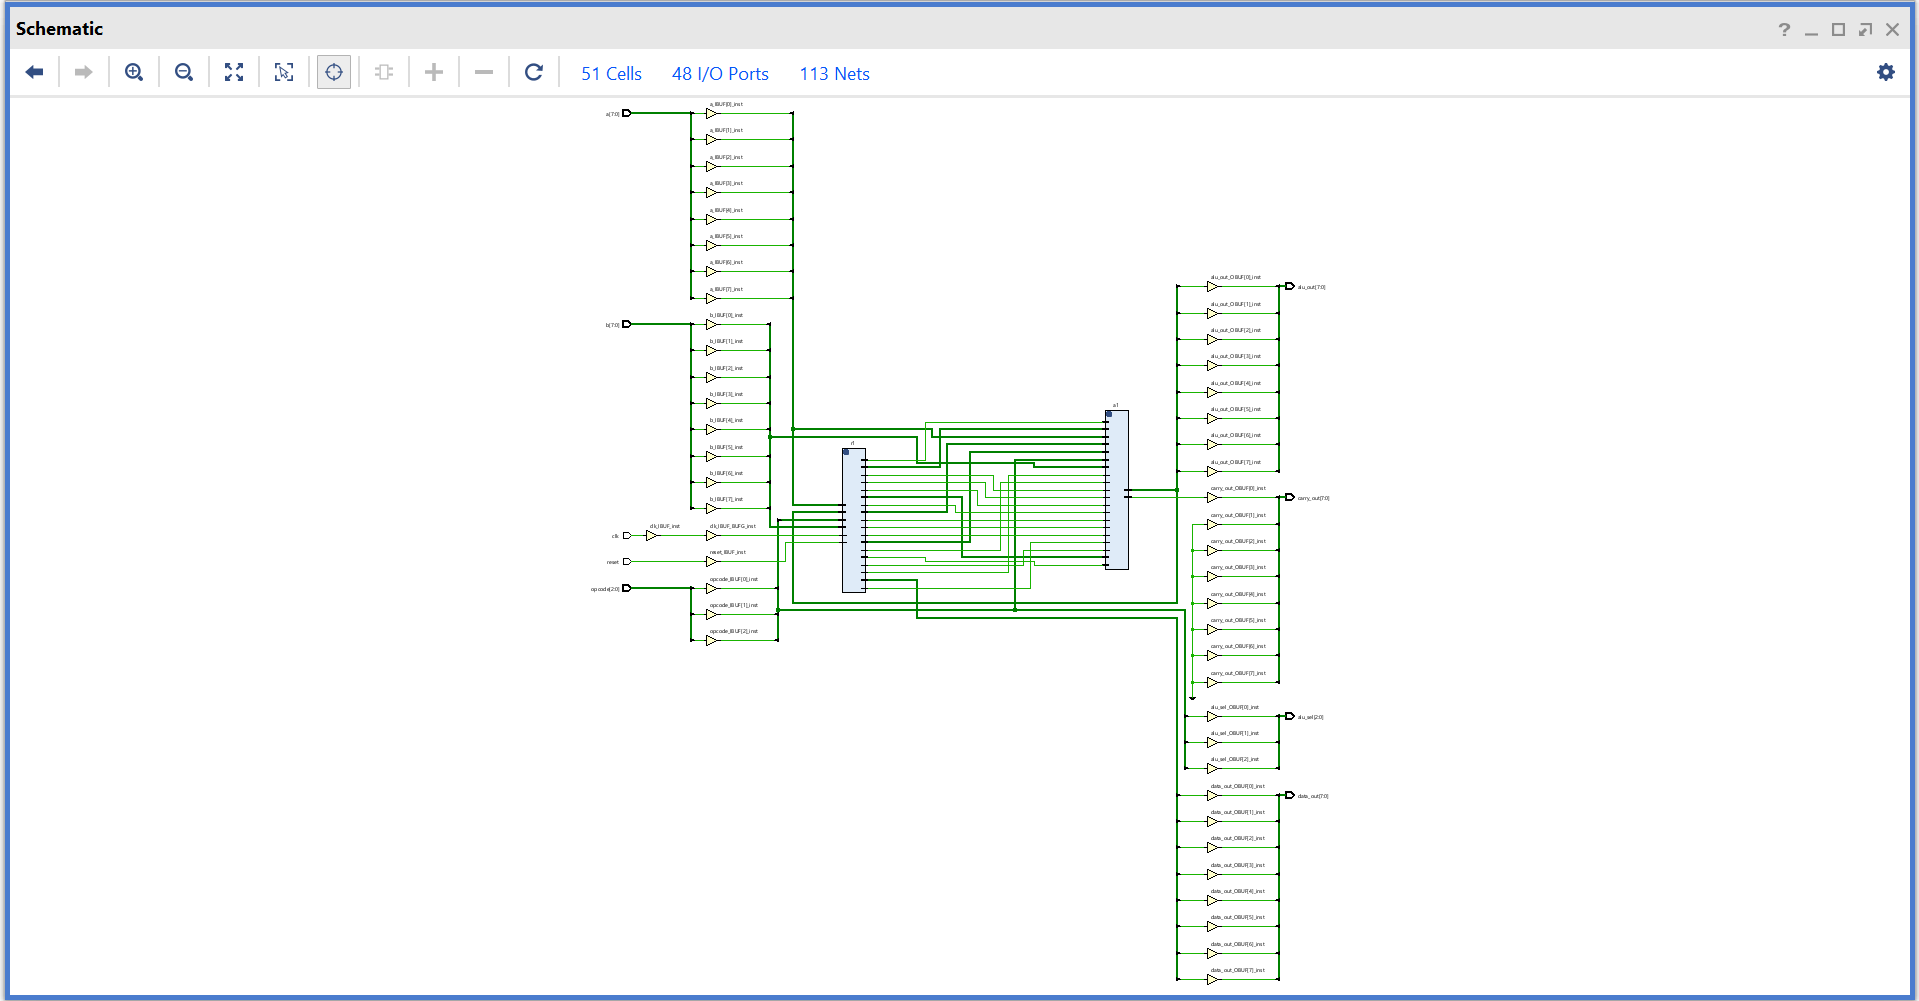 Schematic
51 Cells 48 I/O Ports 113 Nets
a[7:0]
a_IBUF[0]_inst
a_IBUF[1]_inst
a_IBUF[2]_inst
a_IBUF[3]_inst
a_IBUF[4]_inst
a_IBUF[5]_inst
a_IBUF[6]_inst
a_IBUF[7]_inst
b[7:0]
b_IBUF[0]_inst
b_IBUF[1]_inst
b_IBUF[2]_inst
b_IBUF[3]_inst
b_IBUF[4]_inst
b_IBUF[5]_inst
b_IBUF[6]_inst
b_IBUF[7]_inst
clk
clk_IBUF_inst
clk_IBUF_BUFG_inst
reset
reset_IBUF_inst
opcode[2:0]
opcode_IBUF[0]_inst
opcode_IBUF[1]_inst
opcode_IBUF[2]_inst
r1
a1
alu_out_OBUF[0]_inst
alu_out[7:0]
alu_out_OBUF[1]_inst
alu_out_OBUF[2]_inst
alu_out_OBUF[3]_inst
alu_out_OBUF[4]_inst
alu_out_OBUF[5]_inst
alu_out_OBUF[6]_inst
alu_out_OBUF[7]_inst
carry_out_OBUF[0]_inst
carry_out[7:0]
carry_out_OBUF[1]_inst
carry_out_OBUF[2]_inst
carry_out_OBUF[3]_inst
carry_out_OBUF[4]_inst
carry_out_OBUF[5]_inst
carry_out_OBUF[6]_inst
carry_out_OBUF[7]_inst
alu_sel_OBUF[0]_inst
alu_sel[2:0]
alu_sel_OBUF[1]_inst
alu_sel_OBUF[2]_inst
data_out_OBUF[0]_inst
data_out[7:0]
data_out_OBUF[1]_inst
data_out_OBUF[2]_inst
data_out_OBUF[3]_inst
data_out_OBUF[4]_inst
data_out_OBUF[5]_inst
data_out_OBUF[6]_inst
data_out_OBUF[7]_inst